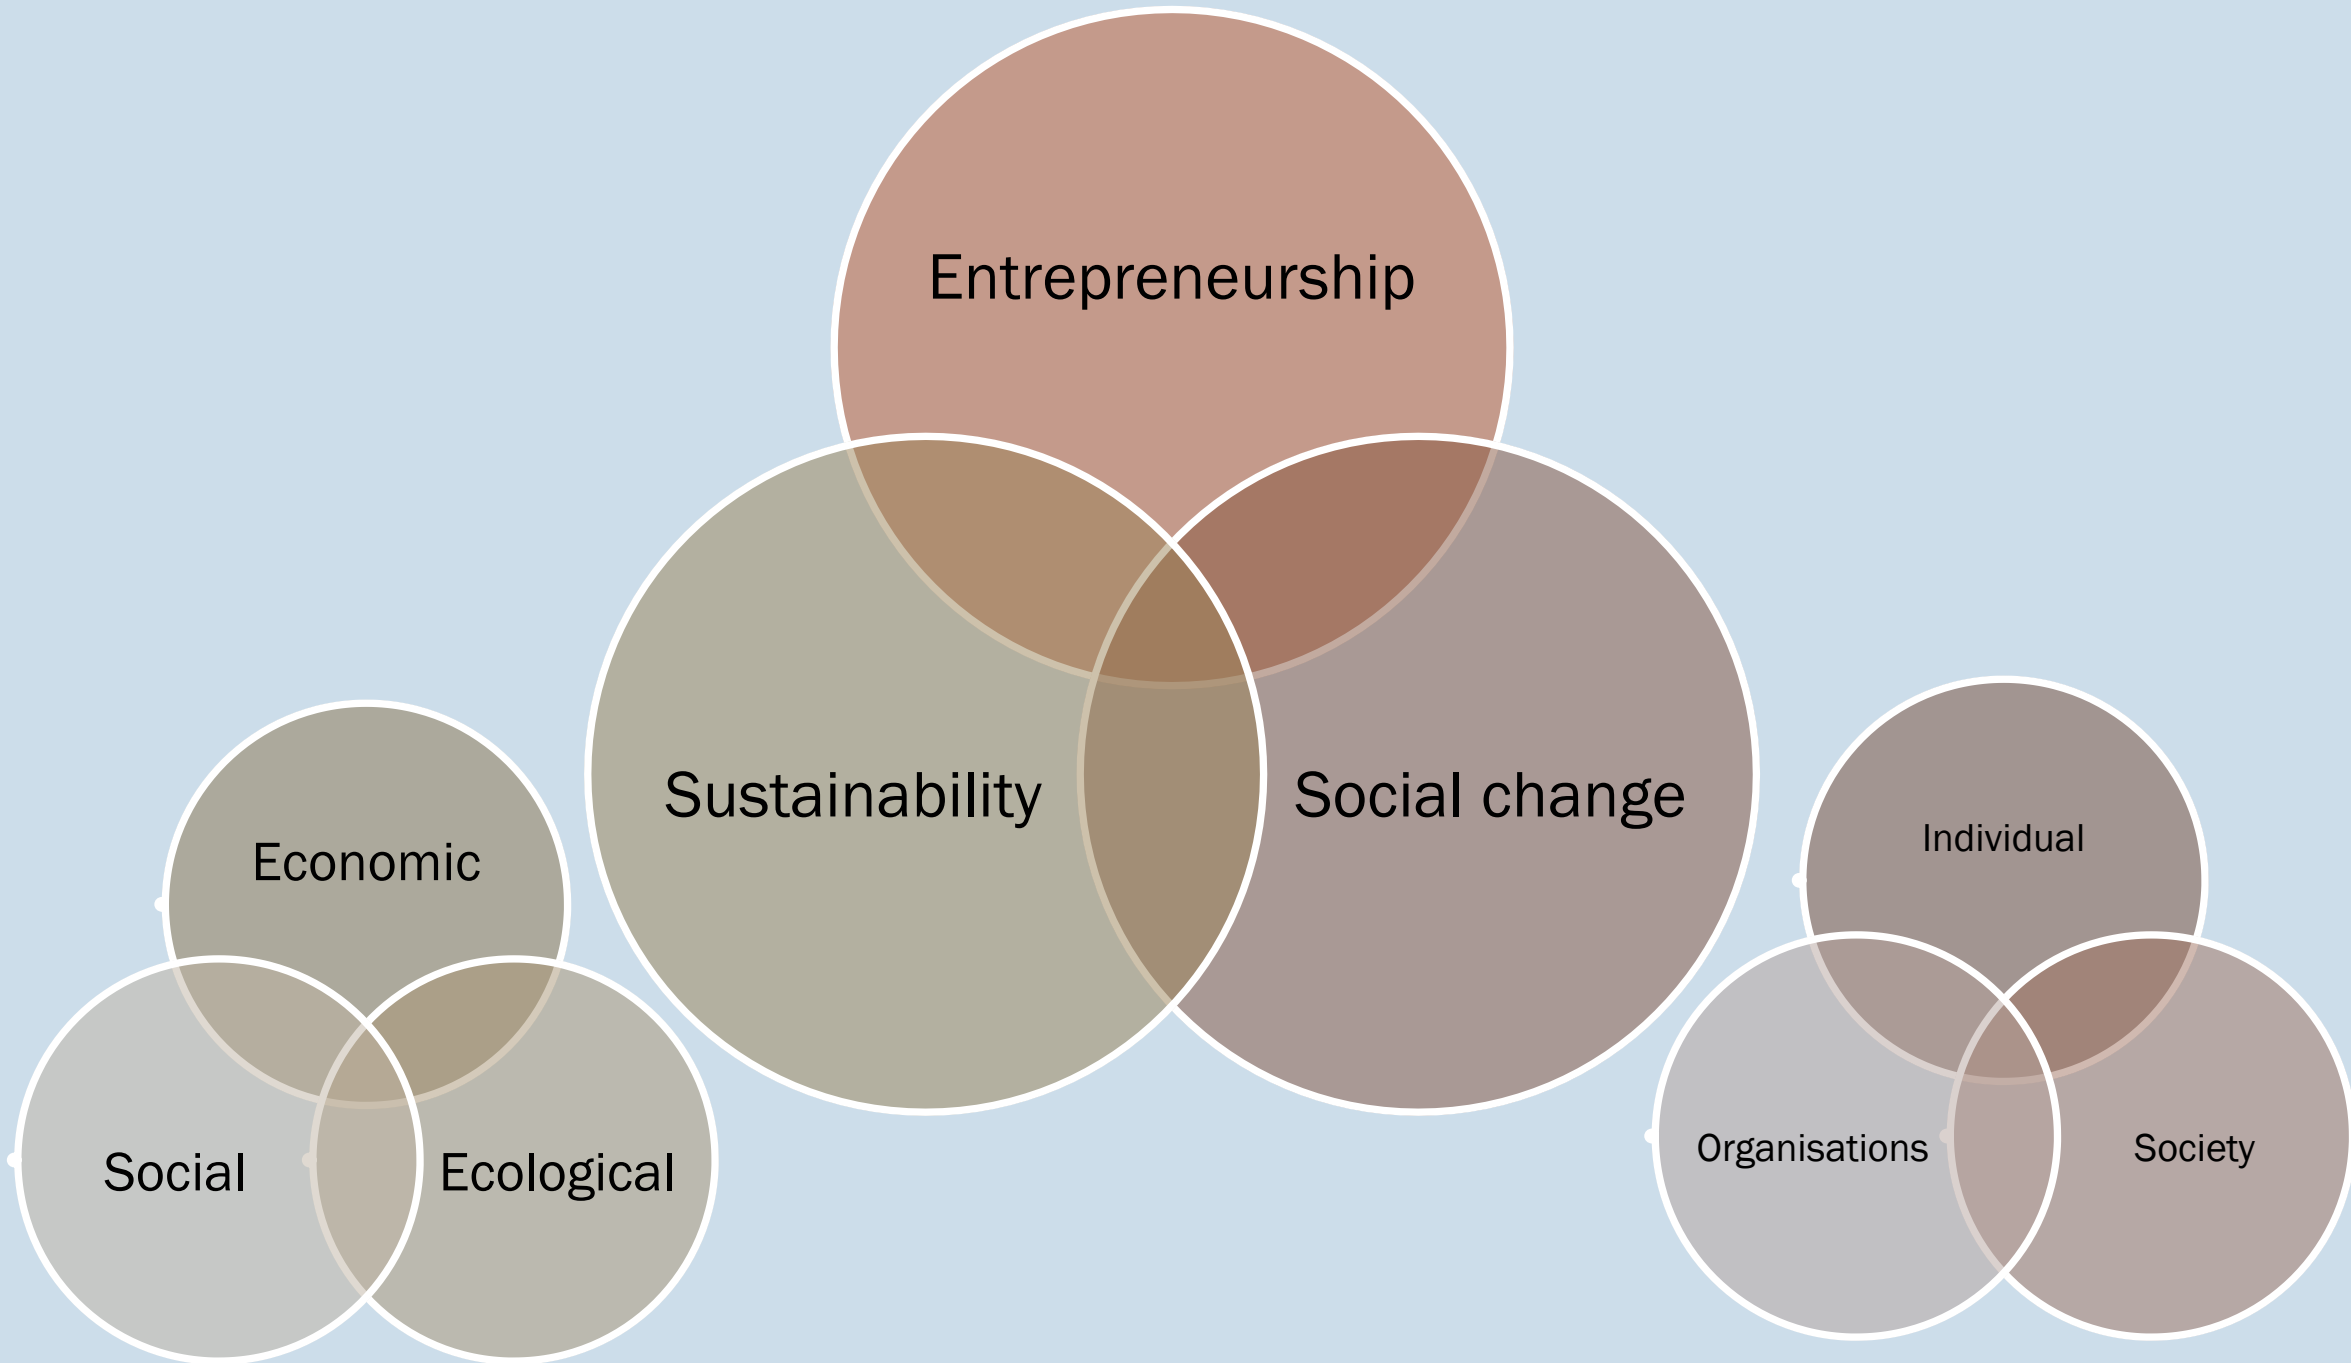 Entrepreneurship
Sustainability
Social change
Economic
Social
Ecological
Individual
Organisations
Society